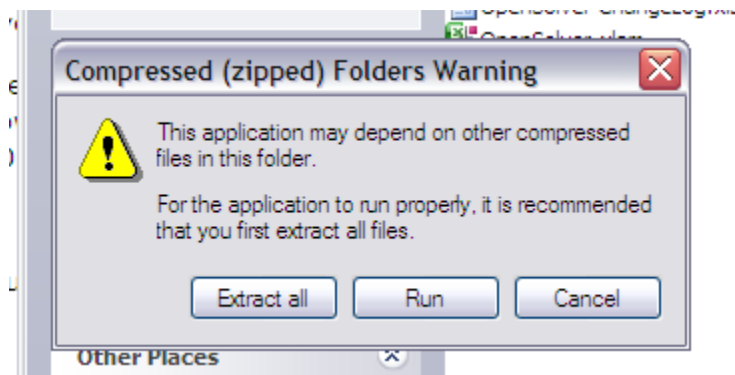 Compressed (zipped) Folders Warning
This application may depend on other compressed
files in this folder.
For the application to run properly, it is recommended
that you first extract all files.
Extract all
Run
Cancel
Other Places